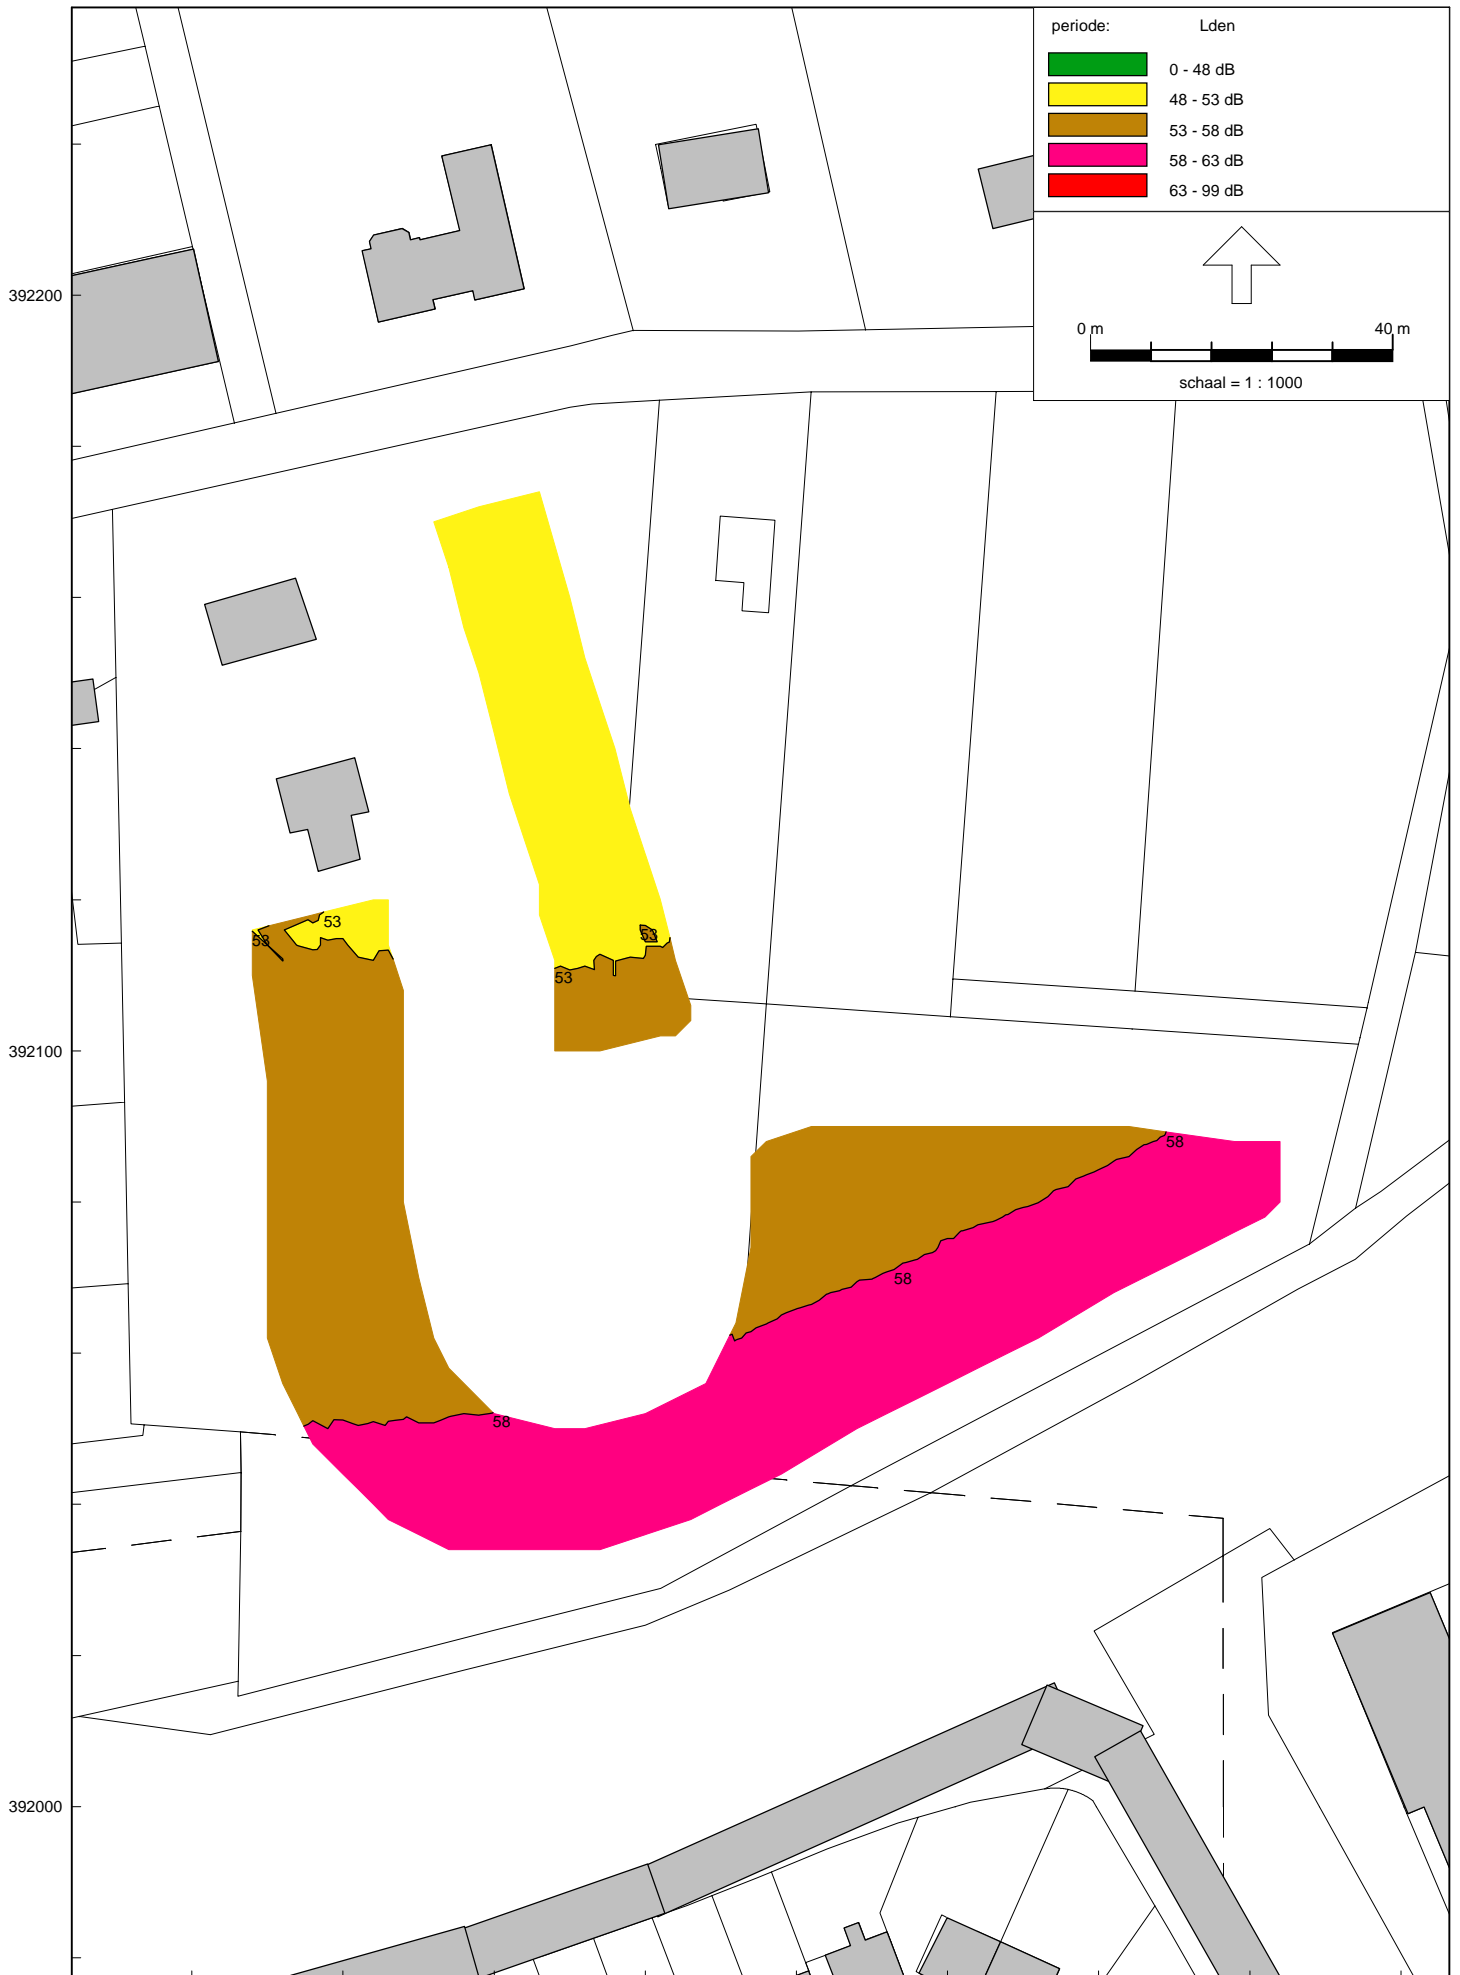 periode: Lden
0 - 48 dB
48 - 53 dB
53 - 58 dB
58 - 63 dB
63 - 99 dB
392200
0 m 40 m
schaal = 1 : 1000
53
53
53
53
392100
58
58
58
392000